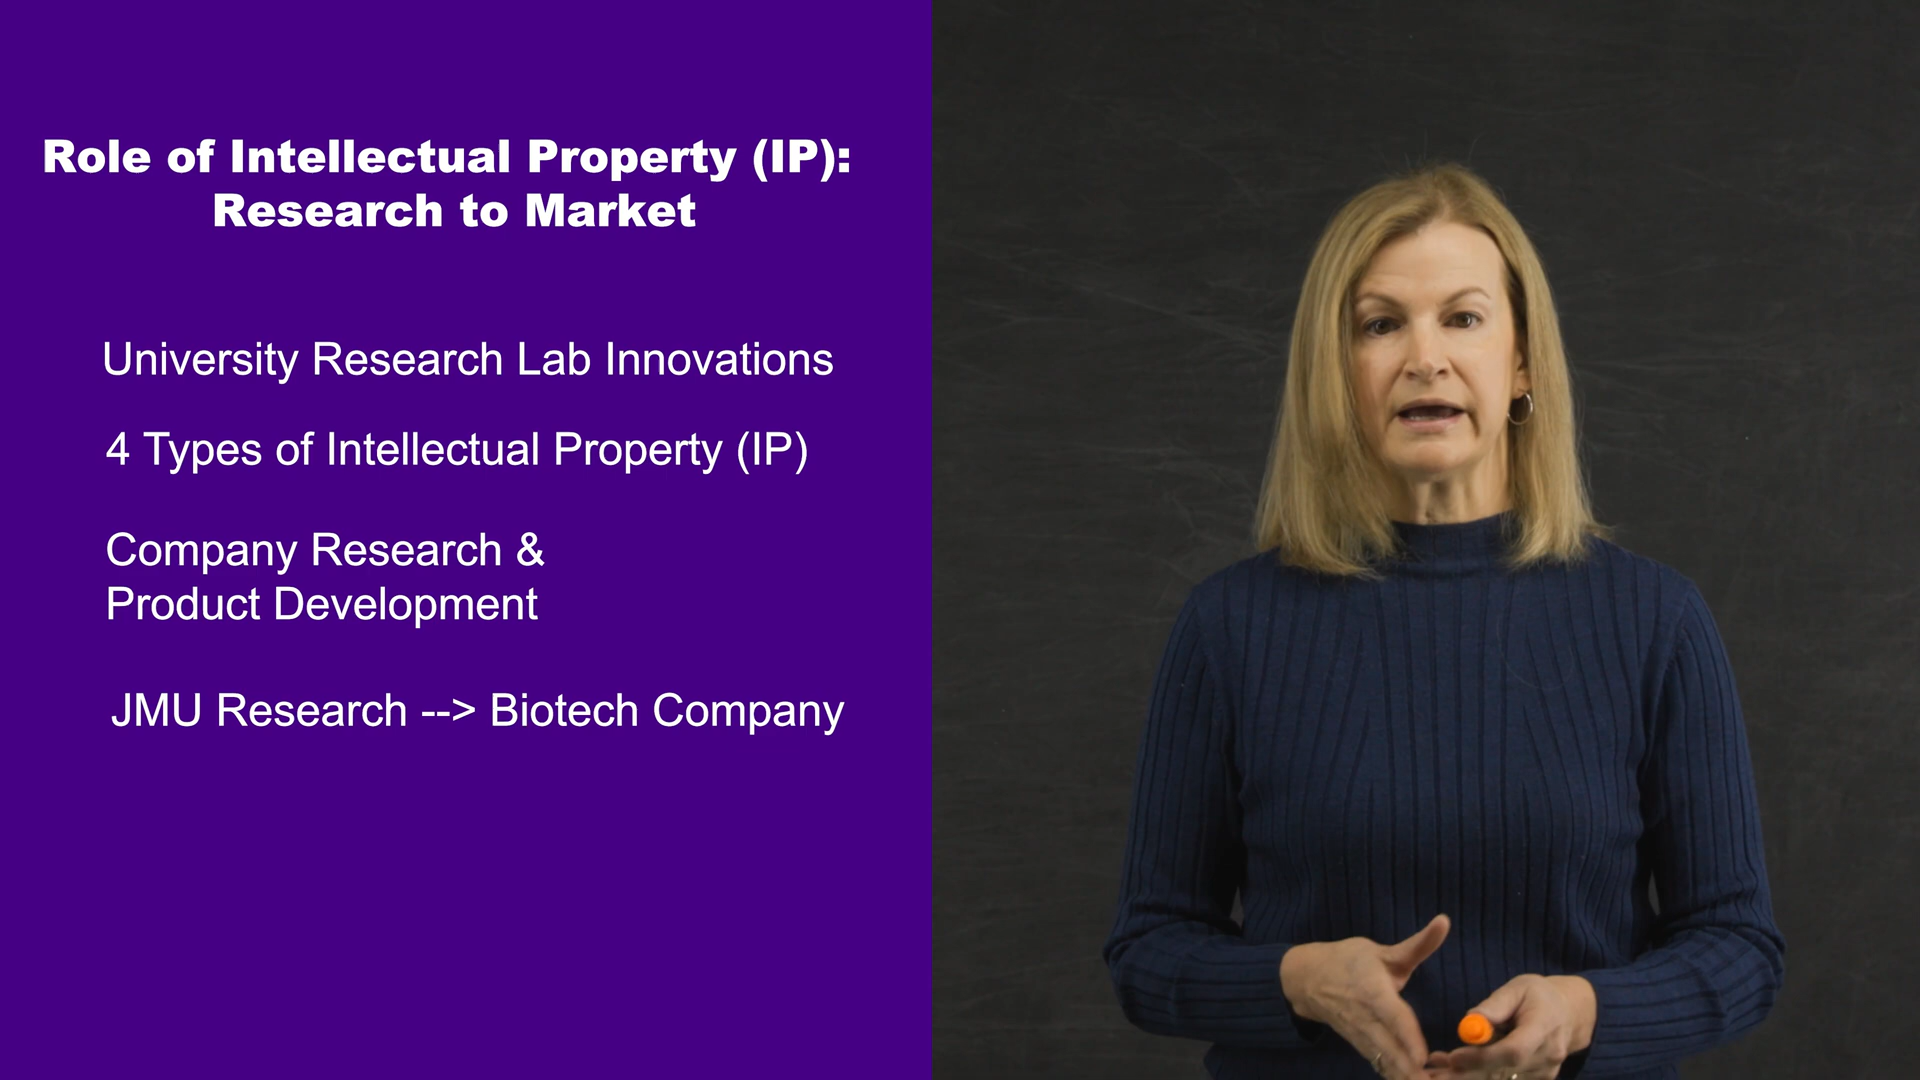 Role of Intellectual Property (IP):
Research to Market
University Research Lab Innovations
4 Types of Intellectual Property (IP)
Company Research &
Product Development
JMU Research --> Biotech Company